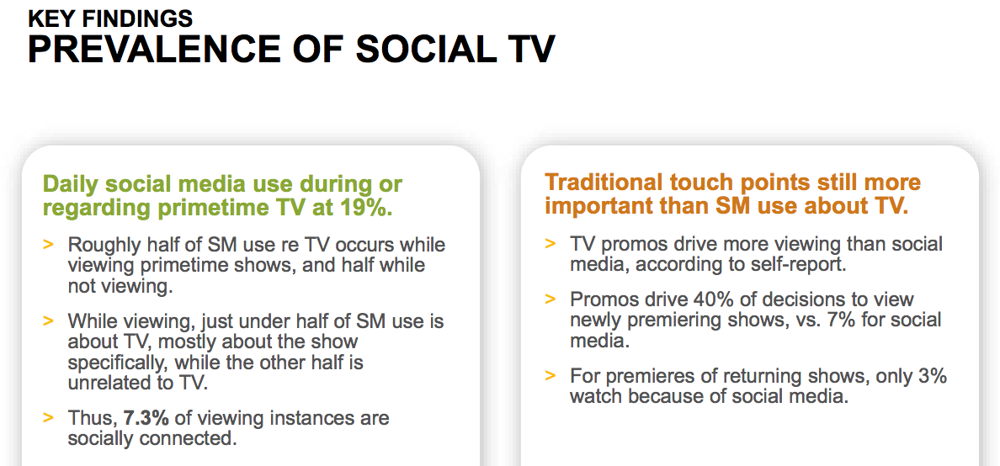 KEY FINDINGS
PREVALENCE OF SOCIAL TV
Daily social media use during or
regarding primetime TV at 19%.
> Roughly half of SM use re TV occurs while
viewing primetime shows, and half while
not viewing.
> While viewing, just under half of SM use is
about TV, mostly about the show
specifically, while the other half is
unrelated to TV.
> Thus, 7.3% of viewing instances are
socially connected.
Traditional touch points still more
important than SM use about TV.
> TV promos drive more viewing than social
media, according to self-report.
> Promos drive 40% of decisions to view
newly premiering shows, vs. 7% for social
media.
> For premieres of returning shows, only 3%
watch because of social media.